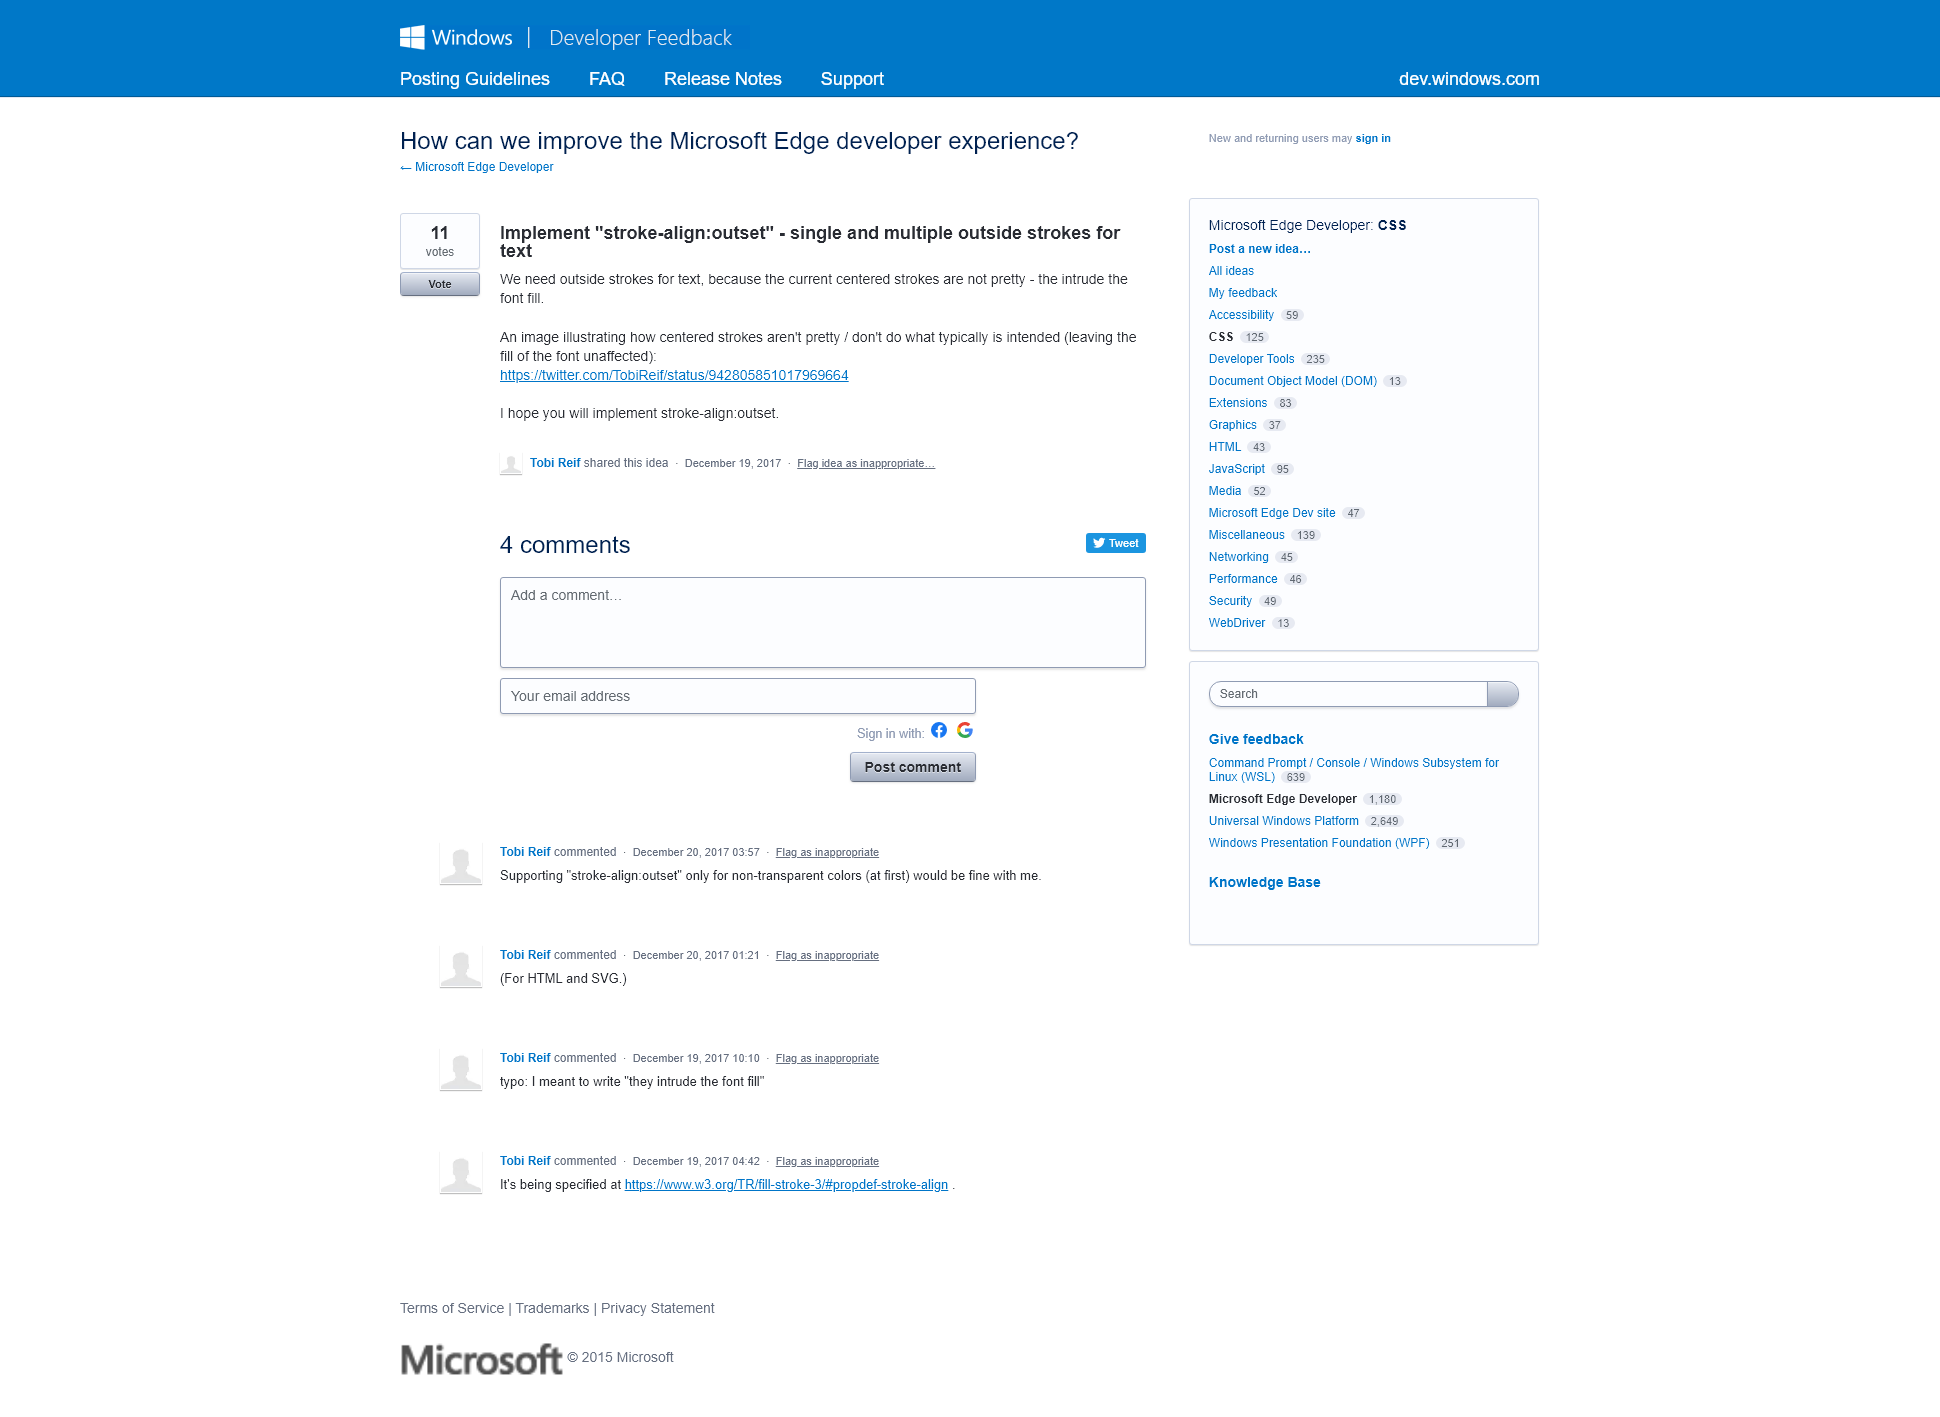 Windows | Developer Feedback
Posting Guidelines FAQ Release Notes Support dev.windows.com
How can we improve the Microsoft Edge developer experience?
← Microsoft Edge Developer
New and returning users may sign in
11
votes
Vote
Implement "stroke-align:outset" - single and multiple outside strokes for
text
We need outside strokes for text, because the current centered strokes are not pretty - the intrude the
font fill.
An image illustrating how centered strokes aren't pretty / don't do what typically is intended (leaving the
fill of the font unaffected):
https://twitter.com/TobiReif/status/942805851017969664
I hope you will implement stroke-align:outset.
Tobi Reif shared this idea · December 19, 2017 · Flag idea as inappropriate…
4 comments
Tweet
Add a comment…
Your email address
Sign in with:
Post comment
Tobi Reif commented · December 20, 2017 03:57 · Flag as inappropriate
Supporting "stroke-align:outset" only for non-transparent colors (at first) would be fine with me.
Tobi Reif commented · December 20, 2017 01:21 · Flag as inappropriate
(For HTML and SVG.)
Tobi Reif commented · December 19, 2017 10:10 · Flag as inappropriate
typo: I meant to write "they intrude the font fill"
Tobi Reif commented · December 19, 2017 04:42 · Flag as inappropriate
It's being specified at https://www.w3.org/TR/fill-stroke-3/#propdef-stroke-align .
Microsoft Edge Developer: CSS
Post a new idea…
All ideas
My feedback
Accessibility 59
CSS 125
Developer Tools 235
Document Object Model (DOM) 13
Extensions 83
Graphics 37
HTML 43
JavaScript 95
Media 52
Microsoft Edge Dev site 47
Miscellaneous 139
Networking 45
Performance 46
Security 49
WebDriver 13
Search
Give feedback
Command Prompt / Console / Windows Subsystem for
Linux (WSL) 639
Microsoft Edge Developer 1,180
Universal Windows Platform 2,649
Windows Presentation Foundation (WPF) 251
Knowledge Base
Terms of Service | Trademarks | Privacy Statement
Microsoft © 2015 Microsoft